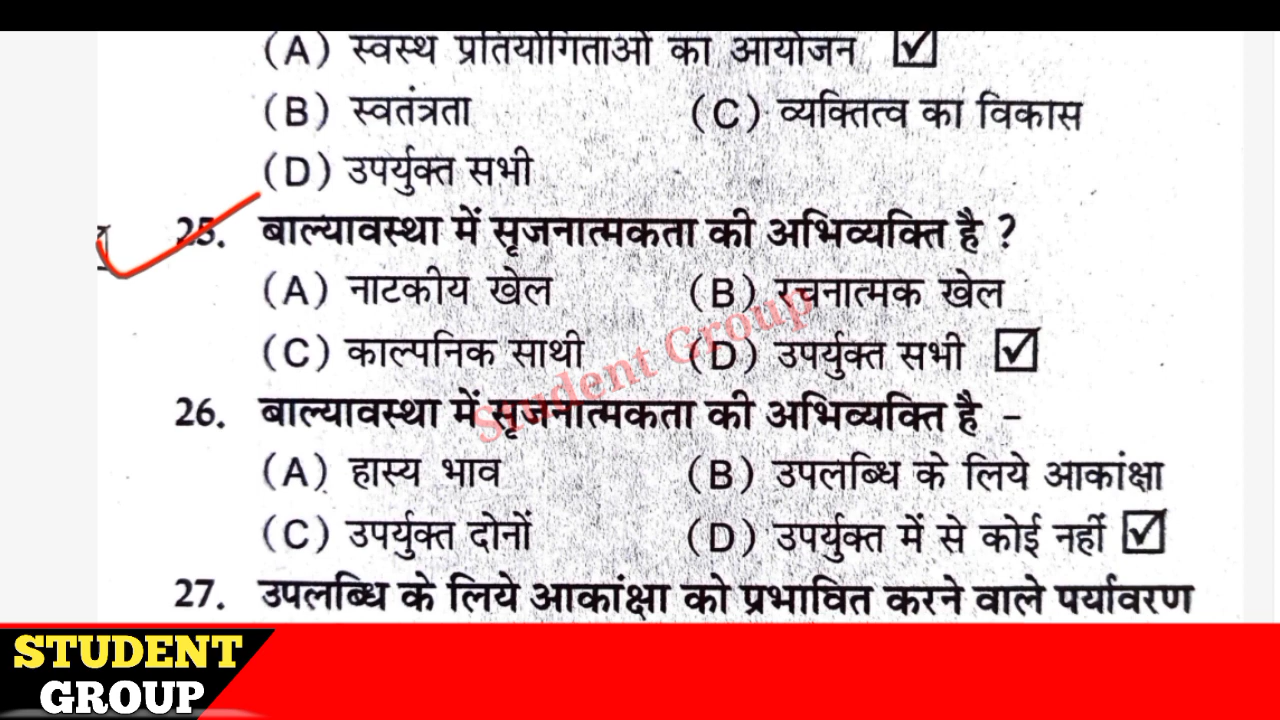 (A) स्वस्थ प्रतियोगिताओं का आयोजन
(B) स्वतंत्रता (C) व्यक्तित्व का विकास
(D) उपर्युक्त सभी
25. बाल्यावस्था में सृजनात्मकता की अभिव्यक्ति है ?
(A) नाटकीय खेल (B) रचनात्मक खेल
(C) काल्पनिक साथी (D) उपर्युक्त सभी
Student Group
26. बाल्यावस्था में सृजनात्मकता की अभिव्यक्ति है –
(A) हास्य भाव (B) उपलब्धि के लिये आकांक्षा
(C) उपर्युक्त दोनों (D) उपर्युक्त में से कोई नहीं
27. उपलब्धि के लिये आकांक्षा को प्रभावित करने वाले पर्यावरण
STUDENT
GROUP